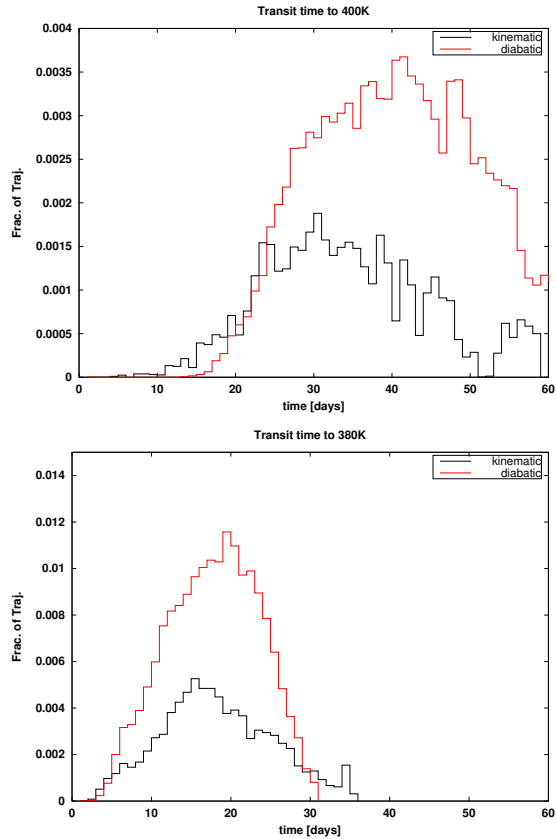 Transit time to 400K
kinematic
diabatic
0.004
0.0035
0.003
0.0025
0.002
0.0015
0.001
0.0005
0
Frac. of Traj.
0 10 20 30 40 50 60
time [days]
Transit time to 380K
kinematic
diabatic
0.014
0.012
0.01
0.008
0.006
0.004
0.002
0
Frac. of Traj.
0 10 20 30 40 50 60
time [days]